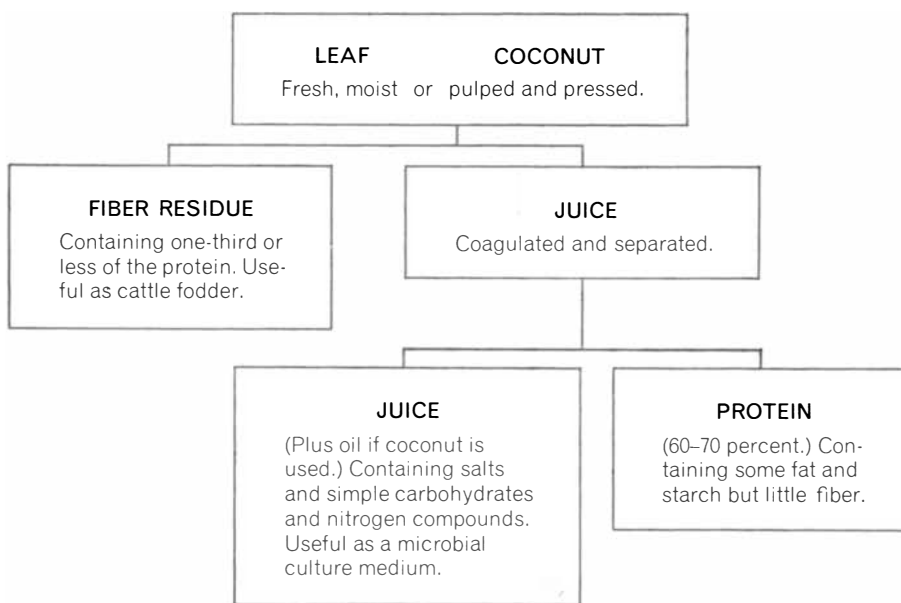 LEAF COCONUT
Fresh, moist or pulped and pressed.
FIBER RESIDUE
Containing one-third or
less of the protein. Use-
ful as cattle fodder.
JUICE
Coagulated and separated.
JUICE
(Plus oil if coconut is
used.) Containing salts
and simple carbohydrates
and nitrogen compounds.
Useful as a microbial
culture medium.
PROTEIN
(60–70 percent.) Con-
taining some fat and
starch but little fiber.